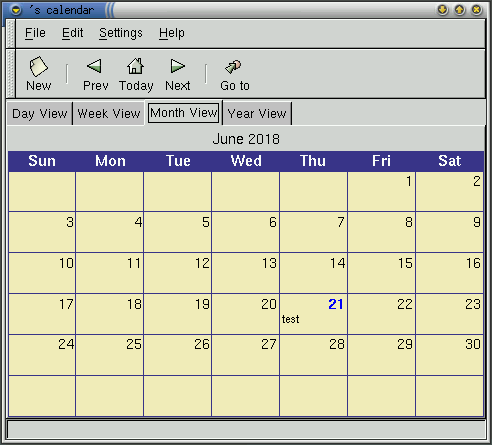 ´s calendar
File Edit Settings Help
New Prev Today Next Go to
Day View Week View Month View Year View
June 2018
Sun Mon Tue Wed Thu Fri Sat
1 2
3 4 5 6 7 8 9
10 11 12 13 14 15 16
17 18 19 20 21 22 23
test
24 25 26 27 28 29 30